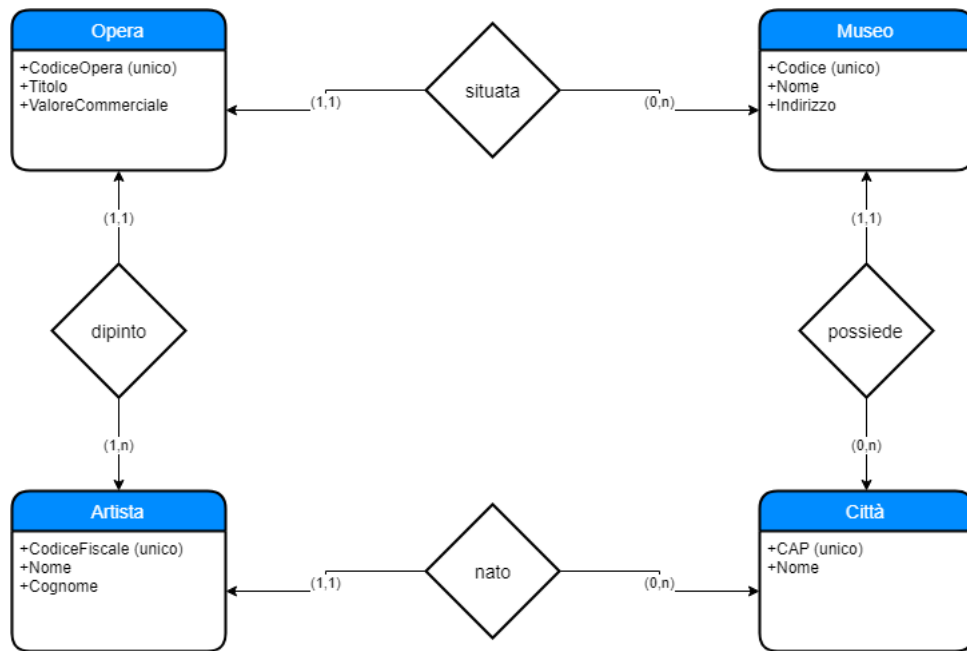 Opera
+CodiceOpera (unico)
+Titolo
+ValoreCommerciale
(1,1)
situata
(0,n)
Museo
+Codice (unico)
+Nome
+Indirizzo
(1,1)
(1,1)
dipinto
possiede
(1,n)
(0,n)
Artista
+CodiceFiscale (unico)
+Nome
+Cognome
(1,1)
nato
(0,n)
Città
+CAP (unico)
+Nome